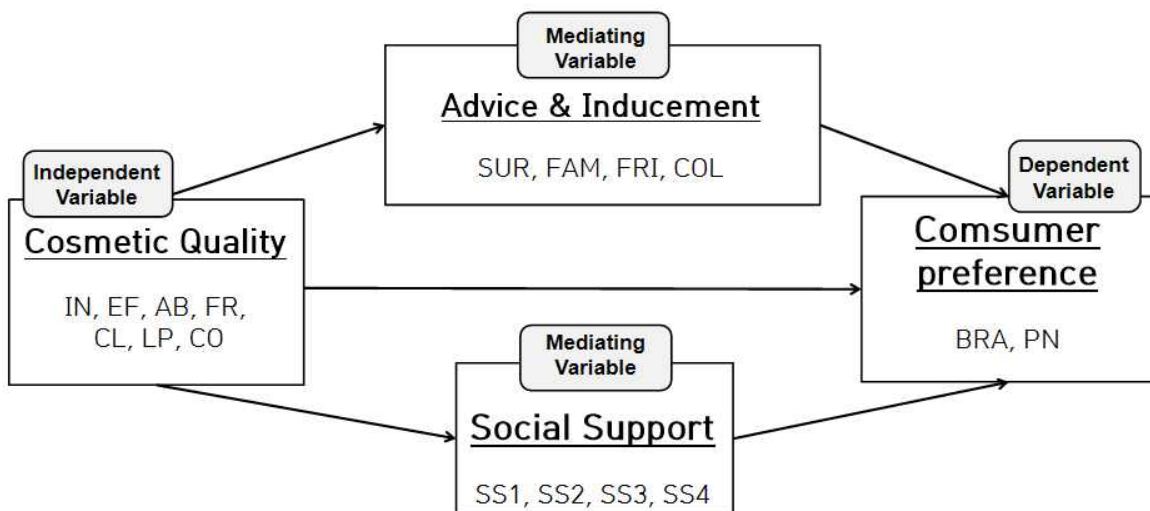 Mediating
Variable
Advice & Inducement
SUR, FAM, FRI, COL
Independent
Variable
Cosmetic Quality
IN, EF, AB, FR,
CL, LP, CO
Dependent
Variable
Comsumer
preference
BRA, PN
Mediating
Variable
Social Support
SS1, SS2, SS3, SS4